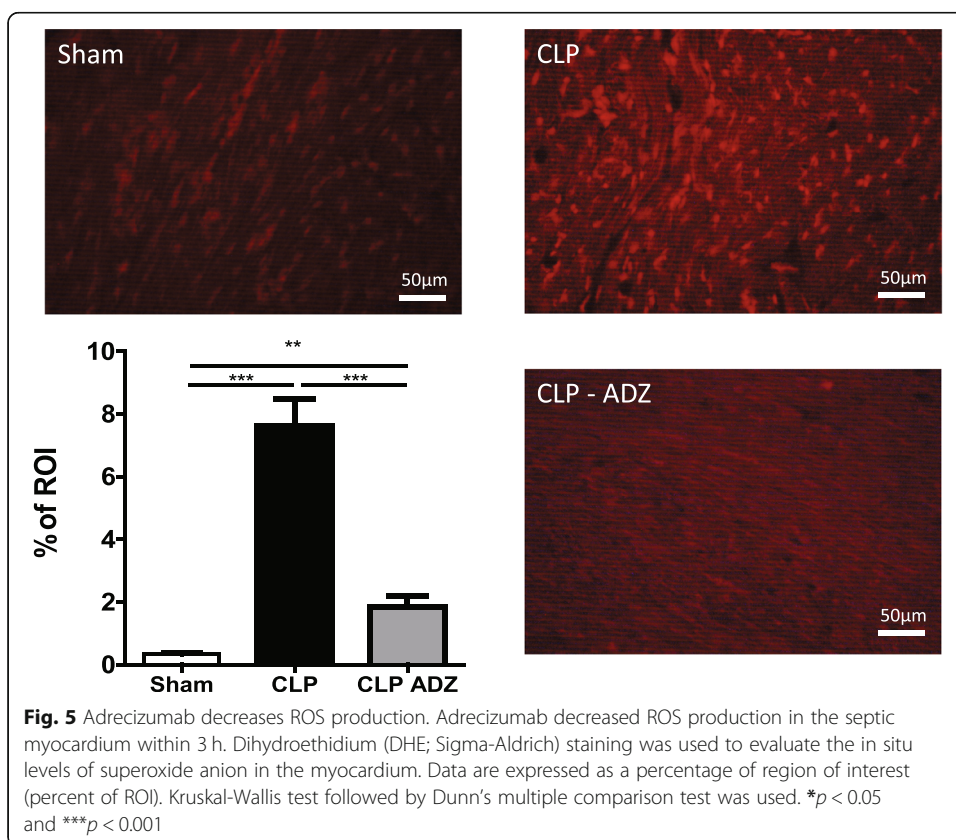 Sham
50μm
CLP
50μm
10
8
6
4
2
0
% of ROI
**
***
***
Sham
CLP
CLP ADZ
CLP - ADZ
50μm
Fig. 5 Adrecizumab decreases ROS production. Adrecizumab decreased ROS production in the septic
myocardium within 3 h. Dihydroethidium (DHE; Sigma-Aldrich) staining was used to evaluate the in situ
levels of superoxide anion in the myocardium. Data are expressed as a percentage of region of interest
(percent of ROI). Kruskal-Wallis test followed by Dunn's multiple comparison test was used. *p < 0.05
and ***p < 0.001